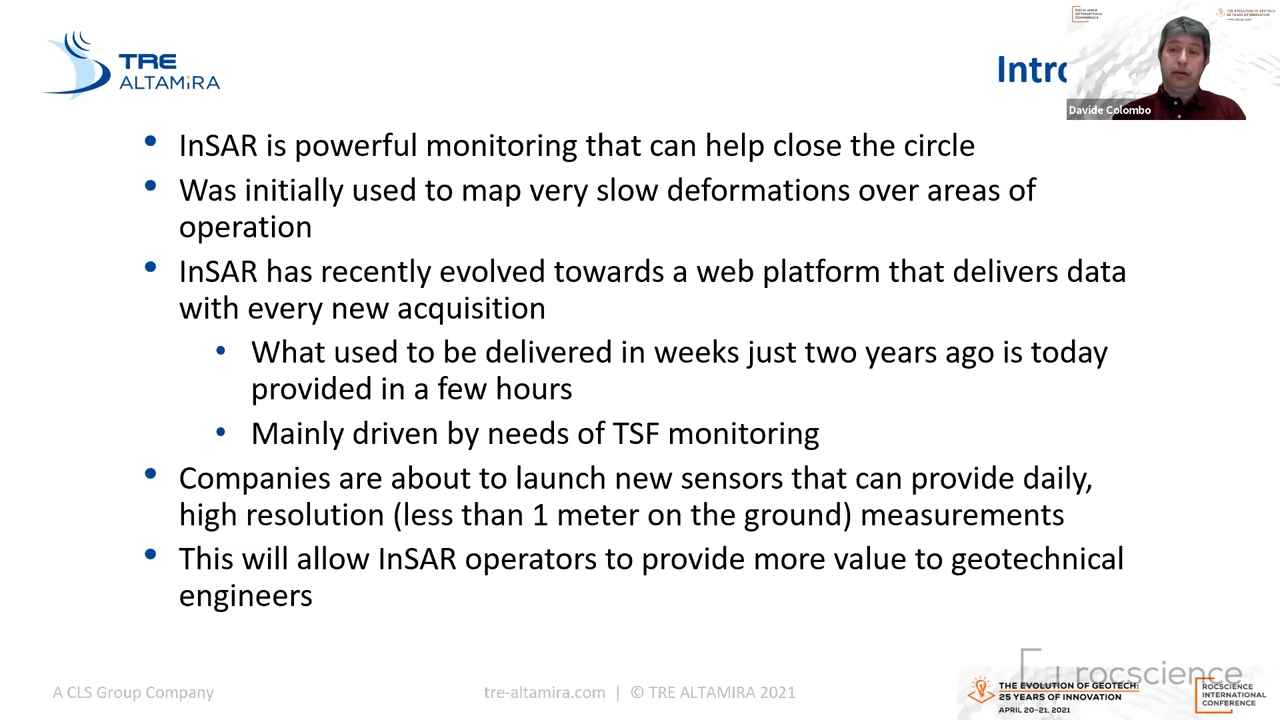 TRE
ALTAMIRA
Intro
Davide Colombo
• InSAR is powerful monitoring that can help close the circle
• Was initially used to map very slow deformations over areas of
operation
• InSAR has recently evolved towards a web platform that delivers data
with every new acquisition
• What used to be delivered in weeks just two years ago is today
provided in a few hours
• Mainly driven by needs of TSF monitoring
• Companies are about to launch new sensors that can provide daily,
high resolution (less than 1 meter on the ground) measurements
• This will allow InSAR operators to provide more value to geotechnical
engineers
A CLS Group Company
tre-altamira.com | © TRE ALTAMIRA 2021
rocscience
THE EVOLUTION OF GEOTECH:
25 YEARS OF INNOVATION
APRIL 20-21, 2021
ROCSCIENCE
INTERNATIONAL
CONFERENCE